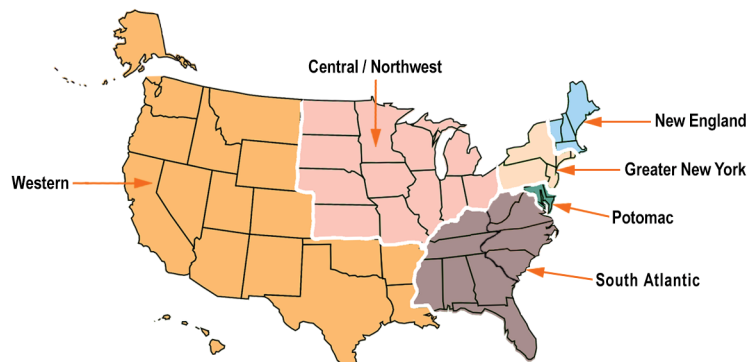 Central / Northwest
New England
Greater New York
Western
Potomac
South Atlantic